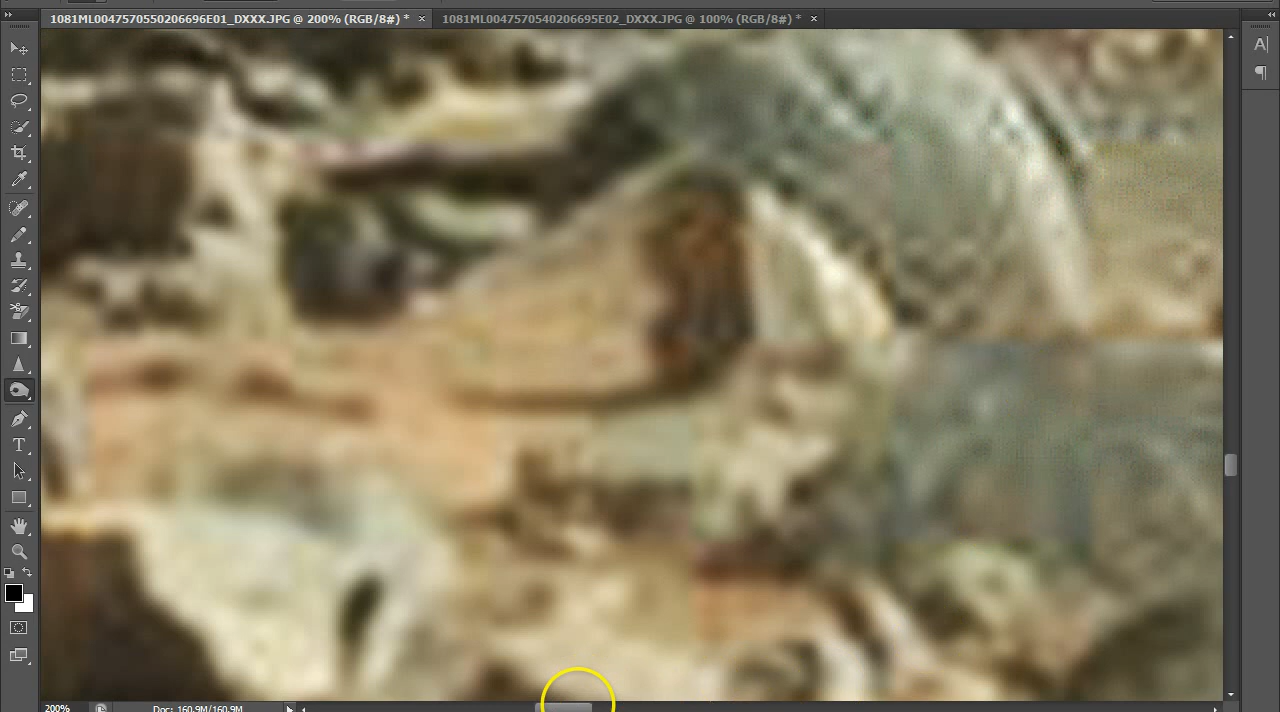 1081ML0047570550206696E01_DXXX.JPG @ 200% (RGB/8#) * × 1081ML0047570540206695E02_DXXX.JPG @ 100% (RGB/8#) * ×
A
T
200% Doc: 160.9M/160.9M